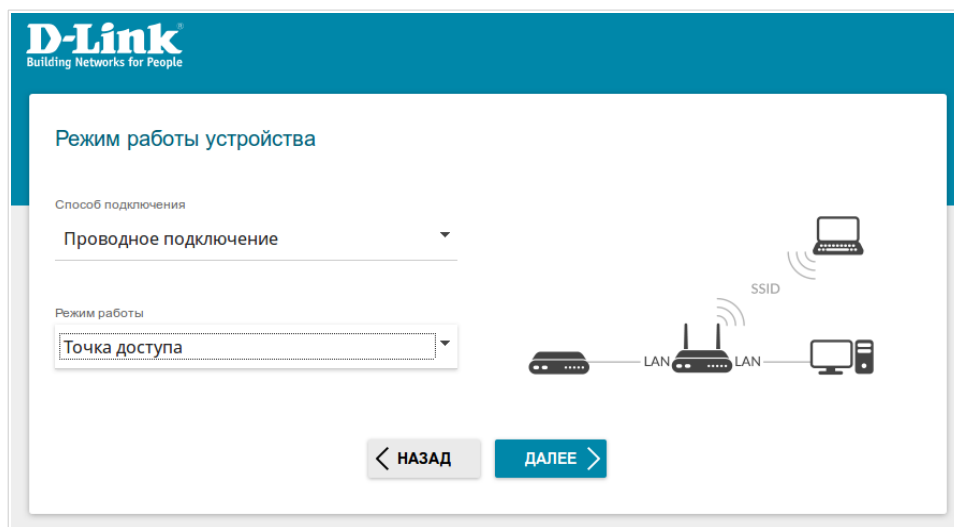 D-Link
Building Networks for People
Режим работы устройства
Способ подключения
Проводное подключение
Режим работы
Точка доступа
SSID
LAN
LAN
НАЗАД
ДАЛЕЕ